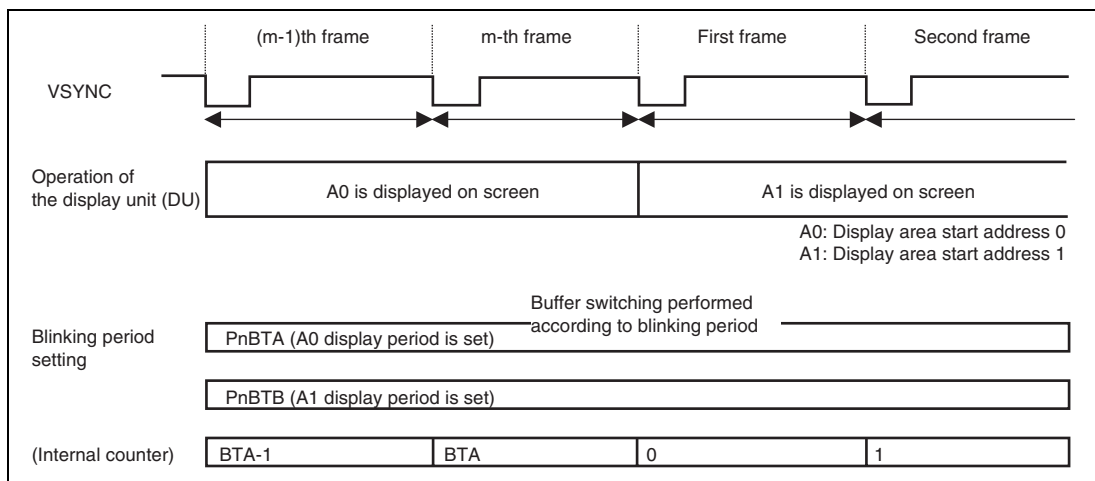 (m-1)th frame
m-th frame
First frame
Second frame
VSYNC
Operation of
the display unit (DU)
A0 is displayed on screen
A1 is displayed on screen
A0: Display area start address 0
A1: Display area start address 1
Buffer switching performed
according to blinking period
Blinking period
setting
PnBTA (A0 display period is set)
PnBTB (A1 display period is set)
(Internal counter)
BTA-1
BTA
0
1